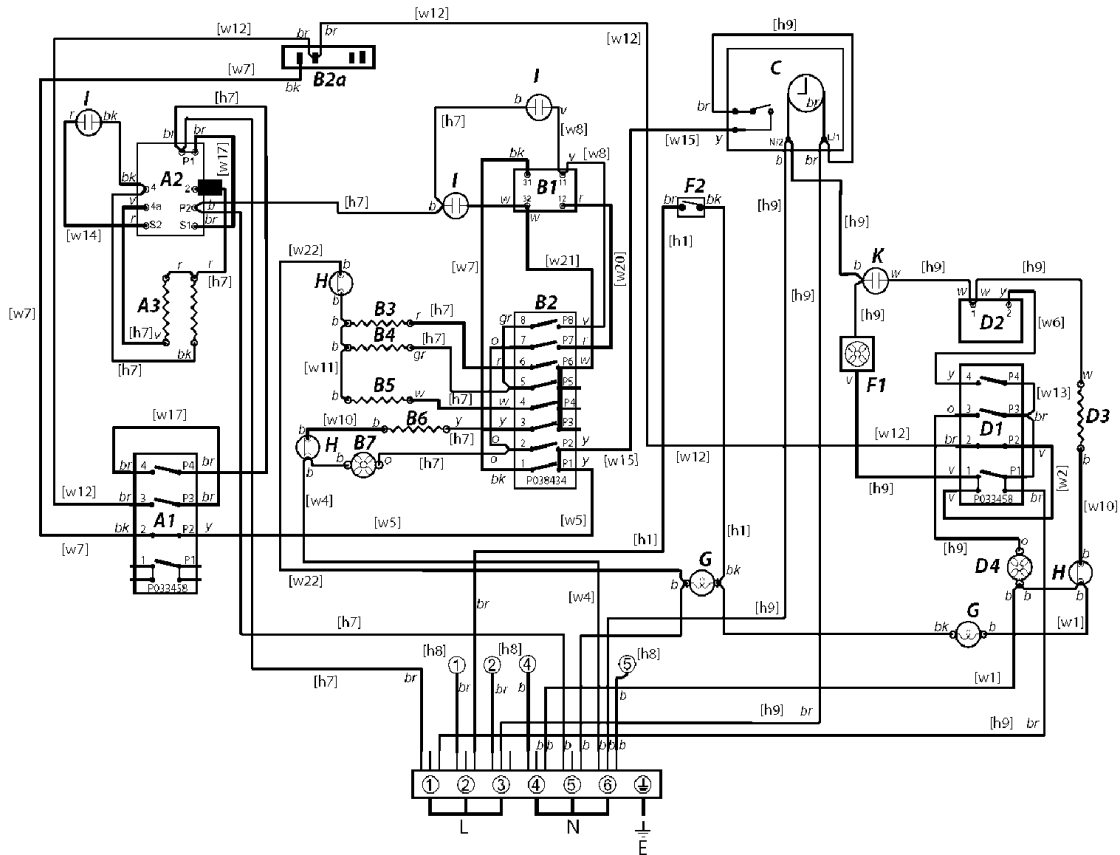 [w12] br br [w12] [w12] [h9]
[w7] bk B2a
C
I [h7] I b v [h7] [w8]
r bk br br br br
P1 [w17] bk y [w8] [w15] y N/2 L/1
A2 31 11 B1 b br
bk 4 2 I F2
v 4a P2 b [h7] b w 32 12 r br bk
r S2 S1 br w [h9] [h9]
[w14] [h1]
[w22] b [w7] [w21] [w20] K
r r [h7] H b w [h9] [h9]
A3 b B2 [h9] w w y
B3 r [h7] gr 8 P8 v 1 2
[h7] v b B4 [h7] o 7 P7 r D2 [w6]
[w7] bk b gr r 6 P6 w F1
[h7] [w11] 5 P5 v y 4 P4 w
B5 w [h7] w 4 P4 o 3 P3 [w13] br D3
b [w10] b B6 y y 3 P3 D1
[w17] H B7 [h7] o 2 P2 y [w12] br 2 P2 v b
br 4 P4 br b b o [h7] o 1 P1 y [w15] [w12] v 1 P1 [w2]
[w12] br 3 P3 br [w4] bk P038434 [h9] v P033458 br [w10]
A1
bk 2 P2 y [w5] [w5] [h1] [h1]
[w7] 1 P1 [h9] o D4 b H
P033458 [w22] [w4] b G bk b b b b
br [h9] G
[h7] bk b [w1]
[h8] [h8] [h8]
1 2 4 5
[h7] br br br b b [w1]
[h9] br
[h9] br
b b b b b b b
1 2 3 4 5 6
L N E